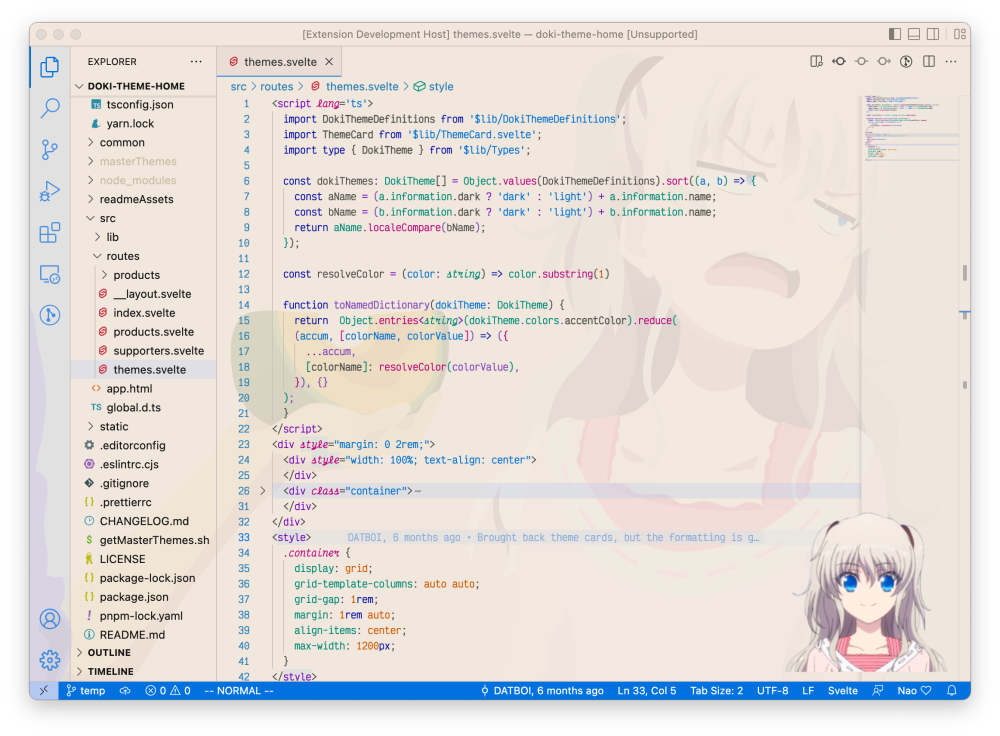 [Extension Development Host] themes.svelte — doki-theme-home [Unsupported]
EXPLORER
DOKI-THEME-HOME
tsconfig.json
yarn.lock
common
masterThemes
node_modules
readmeAssets
src
lib
routes
products
__layout.svelte
index.svelte
products.svelte
supporters.svelte
themes.svelte
app.html
TS global.d.ts
static
.editorconfig
.eslintrc.cjs
.gitignore
{} .prettierrc
CHANGELOG.md
$ getMasterThemes.sh
LICENSE
{} package-lock.json
{} package.json
! pnpm-lock.yaml
README.md
OUTLINE
TIMELINE
themes.svelte
src > routes > themes.svelte > style
1 <script lang='ts'>
2 import DokiThemeDefinitions from '$lib/DokiThemeDefinitions';
3 import ThemeCard from '$lib/ThemeCard.svelte';
4 import type { DokiTheme } from '$lib/Types';
5
6 const dokiThemes: DokiTheme[] = Object.values(DokiThemeDefinitions).sort((a, b) => {
7 const aName = (a.information.dark ? 'dark' : 'light') + a.information.name;
8 const bName = (b.information.dark ? 'dark' : 'light') + b.information.name;
9 return aName.localeCompare(bName);
10 });
11
12 const resolveColor = (color: string) => color.substring(1)
13
14 function toNamedDictionary(dokiTheme: DokiTheme) {
15 return Object.entries<string>(dokiTheme.colors.accentColor).reduce(
16 (accum, [colorName, colorValue]) => ({
17 ...accum,
18 [colorName]: resolveColor(colorValue),
19 }), {}
20 );
21 }
22 </script>
23 <div style="margin: 0 2rem;">
24 <div style="width: 100%; text-align: center">
25 </div>
26 <div class="container">⋯
31 </div>
32 </div>
33 <style> DATBOI, 6 months ago • Brought back theme cards, but the formatting is g…
34 .container {
35 display: grid;
36 grid-template-columns: auto auto;
37 grid-gap: 1rem;
38 margin: 1rem auto;
39 align-items: center;
40 max-width: 1200px;
41 }
42 </style>
temp 0 0 -- NORMAL -- DATBOI, 6 months ago Ln 33, Col 5 Tab Size: 2 UTF-8 LF Svelte Nao ♡